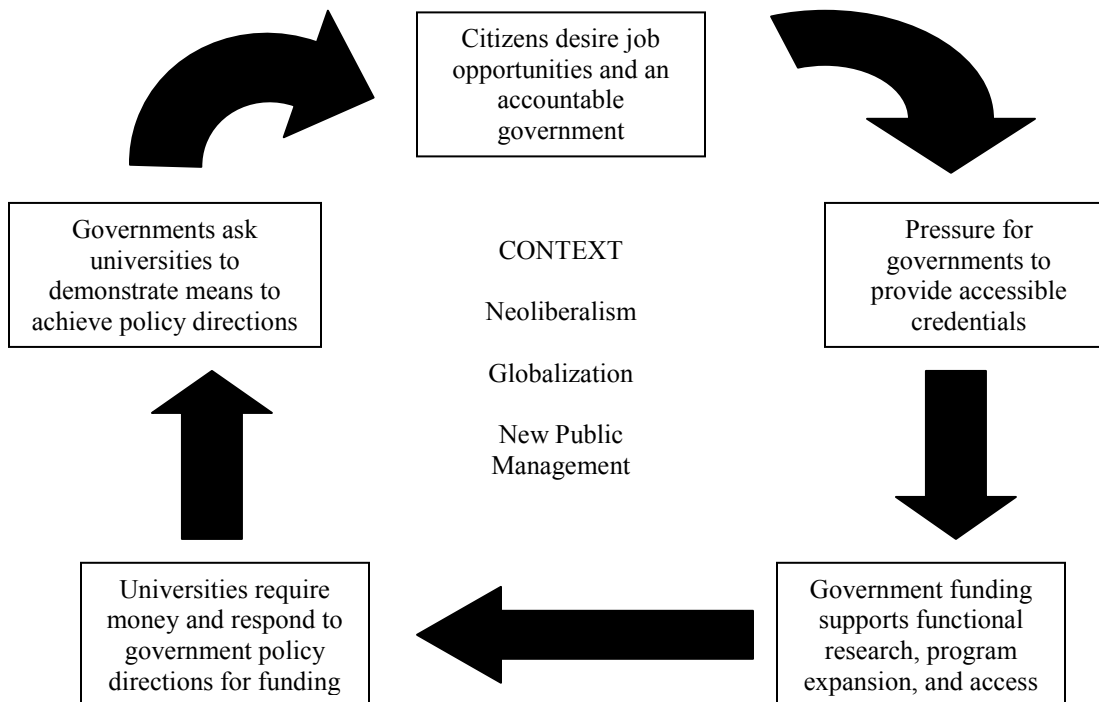 Citizens desire job
opportunities and an
accountable
government
Pressure for
governments to
provide accessible
credentials
Government funding
supports functional
research, program
expansion, and access
Universities require
money and respond to
government policy
directions for funding
Governments ask
universities to
demonstrate means to
achieve policy directions
CONTEXT
Neoliberalism
Globalization
New Public
Management